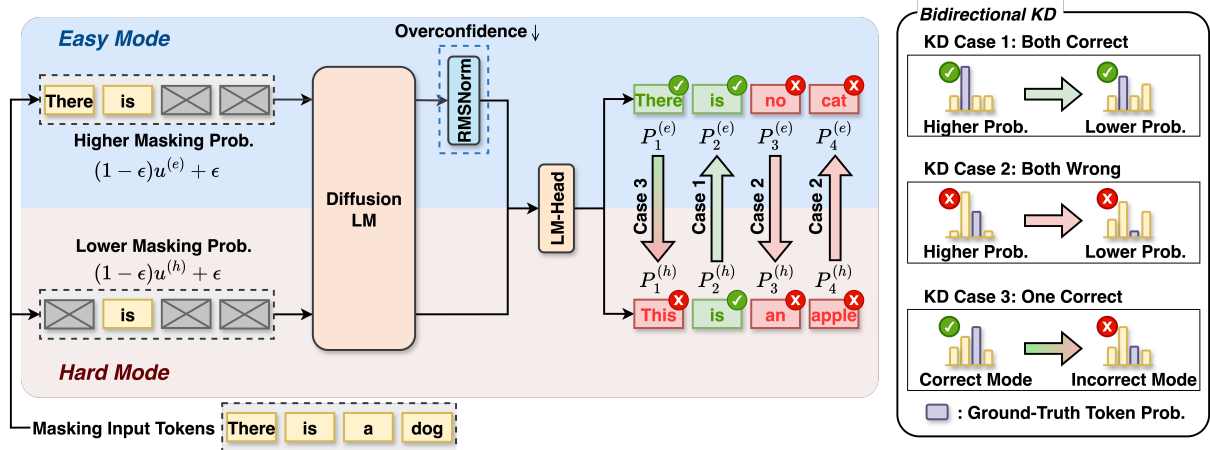 Easy Mode
Overconfidence ↓
There is
Higher Masking Prob.
(1 − ϵ)u^(e) + ϵ
RMSNorm
Diffusion
LM
Lower Masking Prob.
(1 − ϵ)u^(h) + ϵ
is
Hard Mode
LM-Head
There is no cat
P_1^(e) P_2^(e) P_3^(e) P_4^(e)
Case 3 Case 1 Case 2 Case 2
P_1^(h) P_2^(h) P_3^(h) P_4^(h)
This is an apple
Masking Input Tokens There is a dog
Bidirectional KD
KD Case 1: Both Correct
Higher Prob. Lower Prob.
KD Case 2: Both Wrong
Higher Prob. Lower Prob.
KD Case 3: One Correct
Correct Mode Incorrect Mode
: Ground-Truth Token Prob.